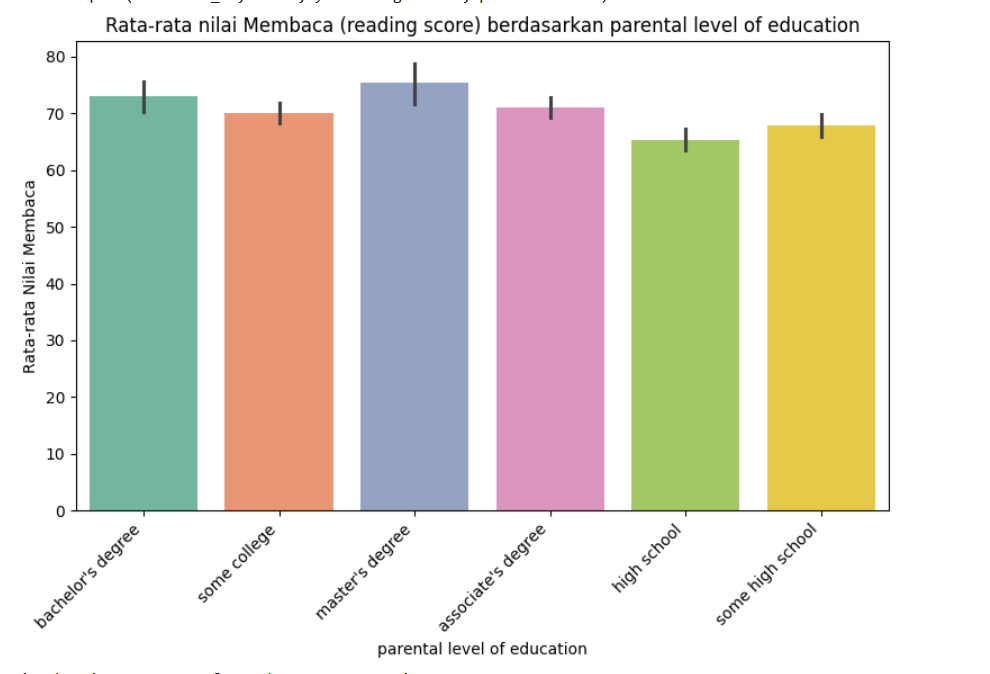 Rata-rata nilai Membaca (reading score) berdasarkan parental level of education
Rata-rata Nilai Membaca
80
70
60
50
40
30
20
10
0
bachelor's degree
some college
master's degree
associate's degree
high school
some high school
parental level of education